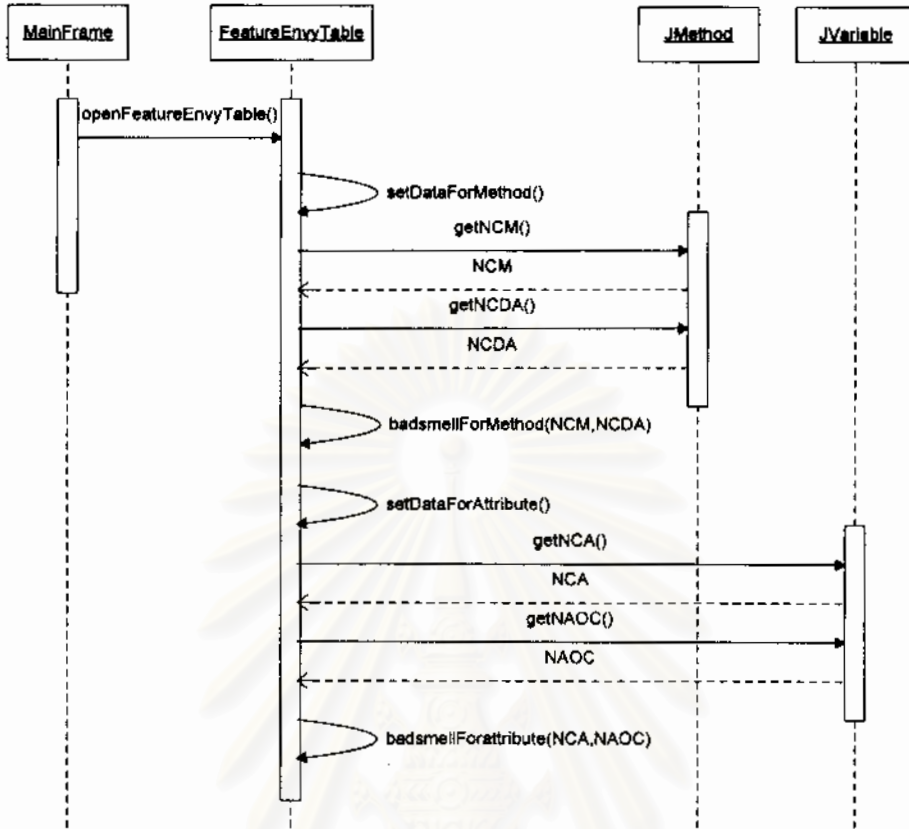 MainFrame
FeatureEnvyTable
JMethod
JVariable
openFeatureEnvyTable()
setDataForMethod()
getNCM()
NCM
getNCDA()
NCDA
badsmellForMethod(NCM,NCDA)
setDataForAttribute()
getNCA()
NCA
getNAOC()
NAOC
badsmellForattribute(NCA,NAOC)